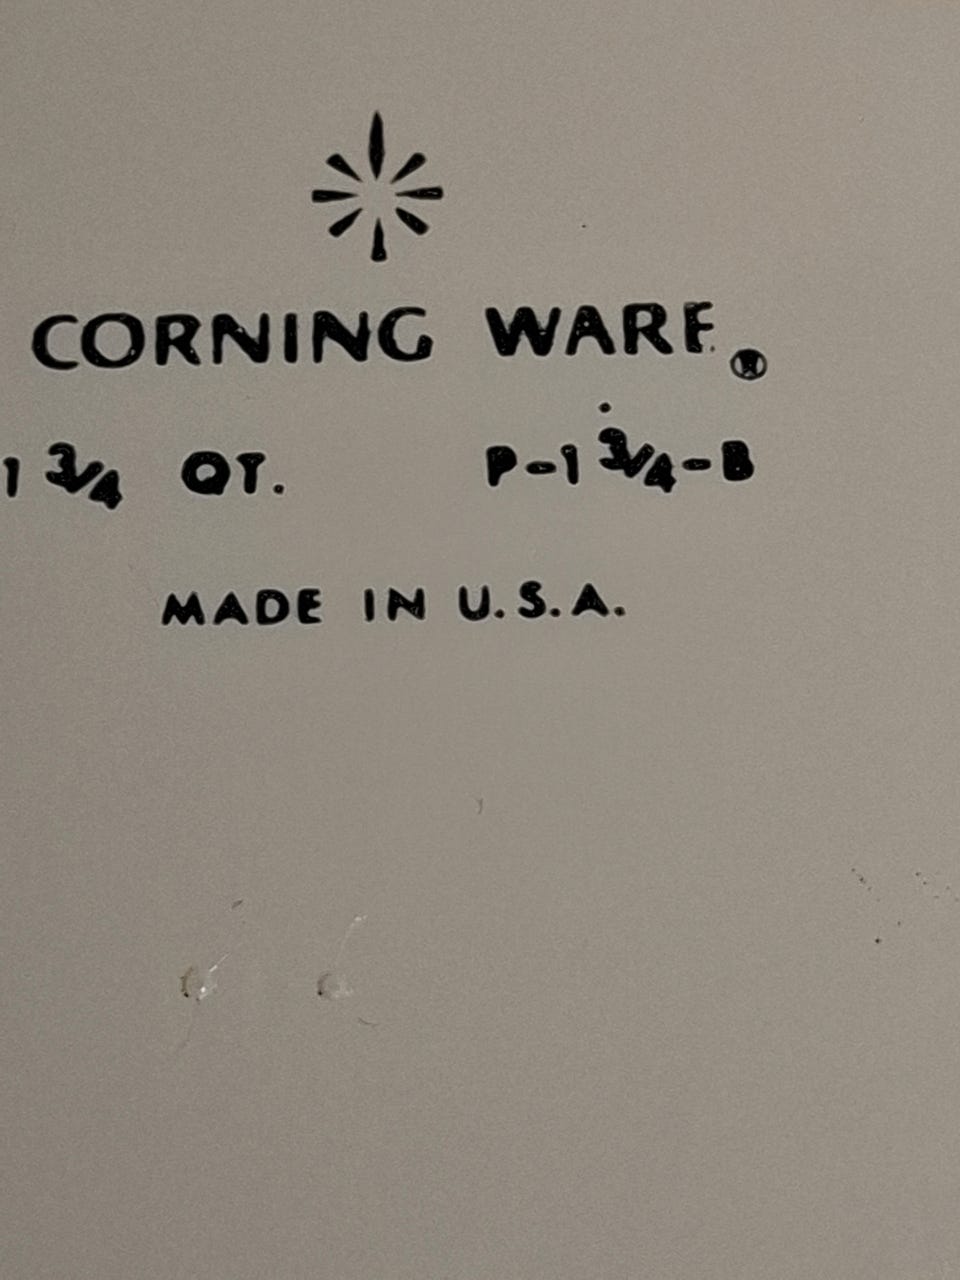 CORNING WARE®
1 3/4 QT. P-1 3/4-B
MADE IN U.S.A.